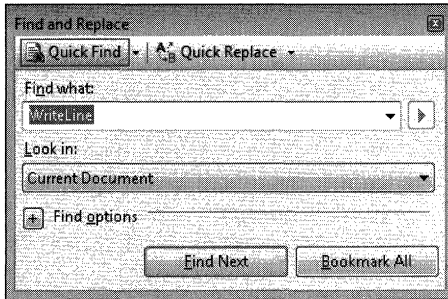 Find and Replace
Quick Find Quick Replace
Find what:
WriteLine
Look in:
Current Document
Find options
Find Next Bookmark All